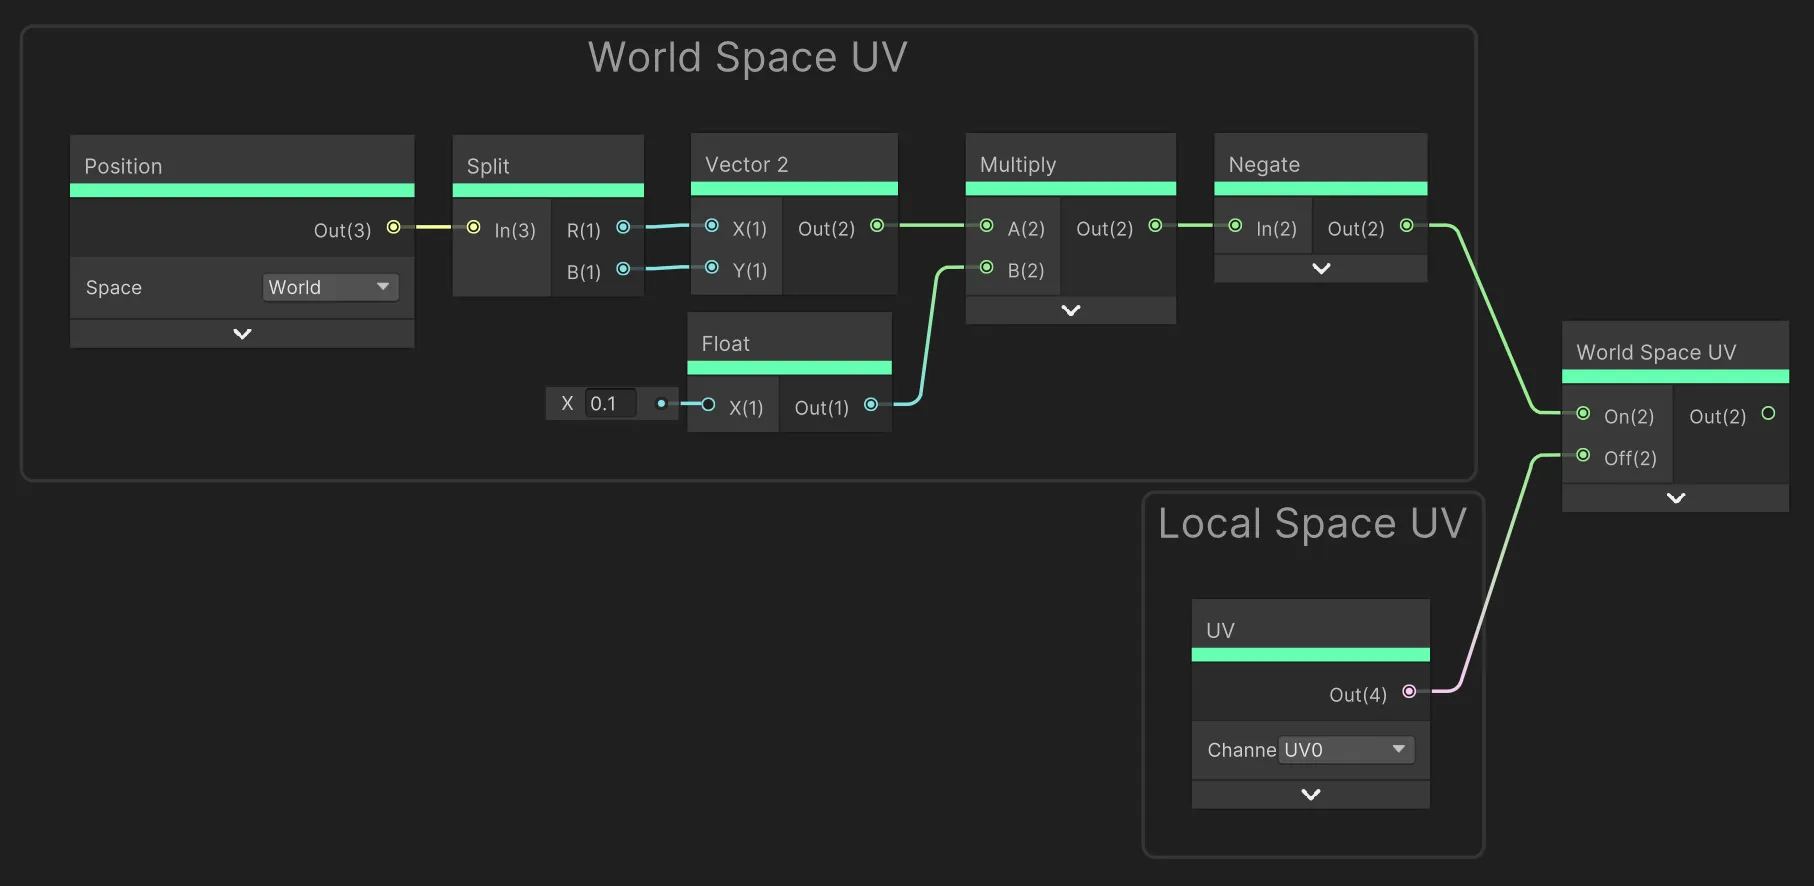 World Space UV
Position
Out(3)
Space
World
Split
In(3)
R(1)
B(1)
Vector 2
X(1)
Out(2)
Y(1)
Float
X
0.1
X(1)
Out(1)
Multiply
A(2)
Out(2)
B(2)
Negate
In(2)
Out(2)
World Space UV
On(2)
Out(2)
Off(2)
Local Space UV
UV
Out(4)
Channe
UV0